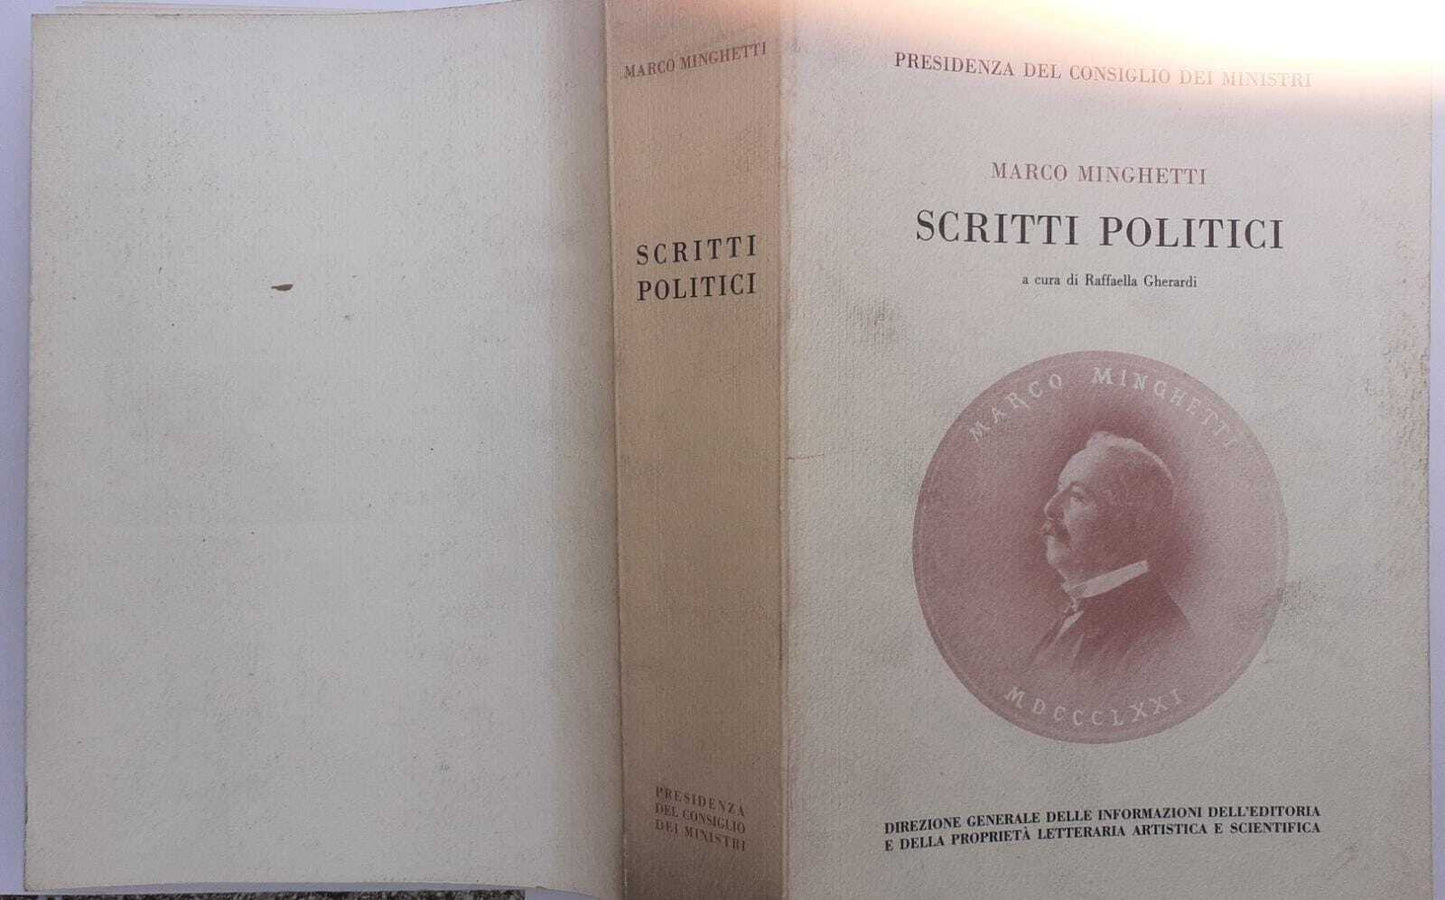 MARCO MINGHETTI
SCRITTI
POLITICI
PRESIDENZA
DEL CONSIGLIO
DEI MINISTRI
PRESIDENZA DEL CONSIGLIO DEI MINISTRI
MARCO MINGHETTI
SCRITTI POLITICI
a cura di Raffaella Gherardi
MARCO MINGHETTI
MDCCCLXXI
DIREZIONE GENERALE DELLE INFORMAZIONI DELL'EDITORIA
E DELLA PROPRIETÀ LETTERARIA ARTISTICA E SCIENTIFICA